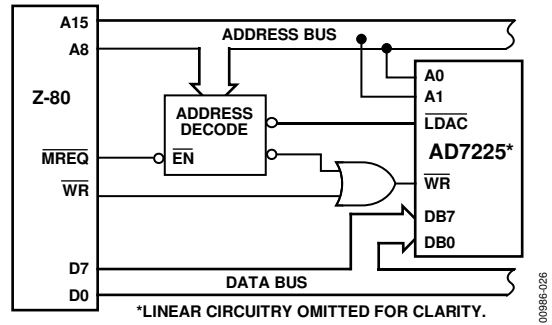 A15
ADDRESS BUS
A8
Z-80
ADDRESS
DECODE
EN
MREQ
WR
A0
A1
LDAC
AD7225*
WR
DB7
DB0
D7
DATA BUS
D0
*LINEAR CIRCUITRY OMITTED FOR CLARITY.
00986-026